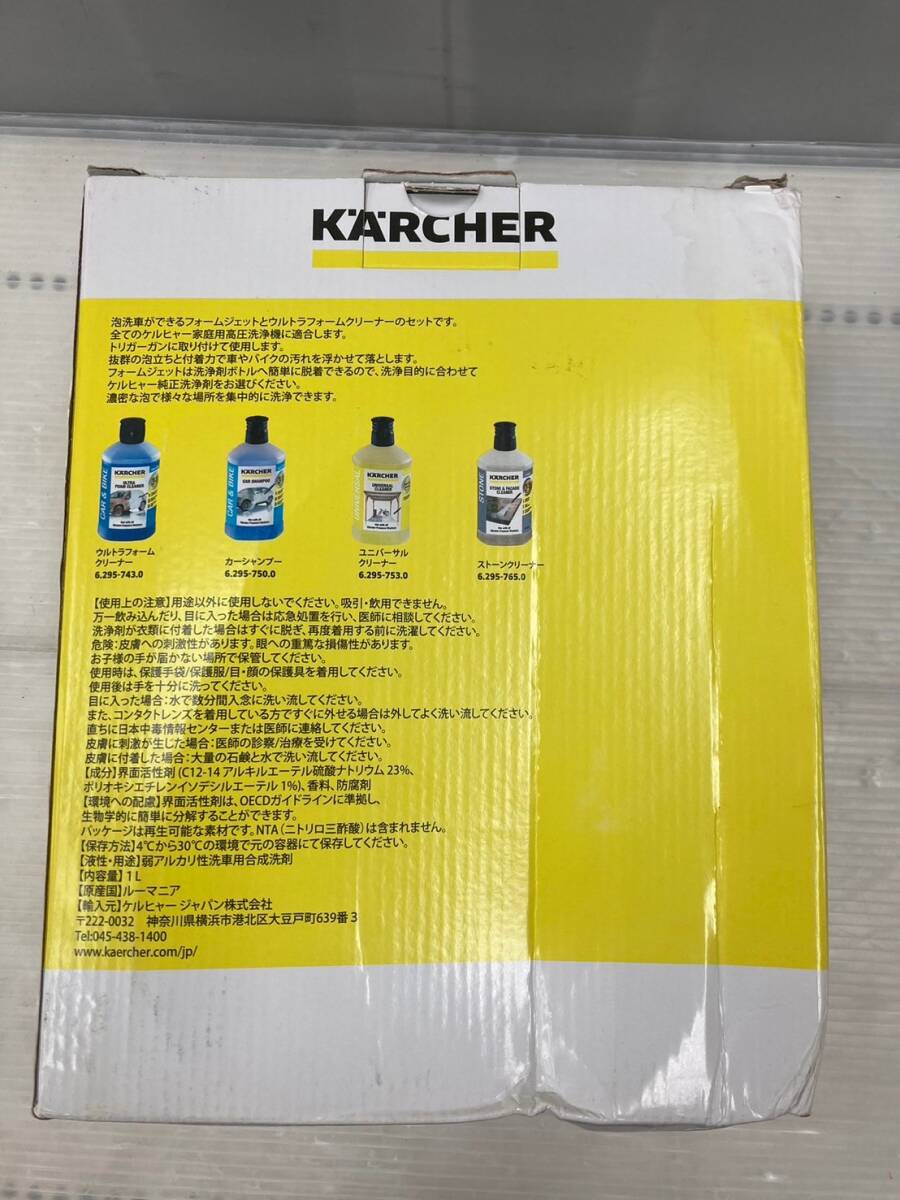 KÄRCHER
泡洗車ができるフォームジェットとウルトラフォームクリーナーのセットです。
全てのケルヒャー家庭用高圧洗浄機に適合します。
トリガーガンに取り付けて使用します。
抜群の泡立ちと付着力で車やバイクの汚れを浮かせて落とします。
フォームジェットは洗浄剤ボトルへ簡単に脱着できるので、洗浄目的に合わせて
ケルヒャー純正洗浄剤をお選びください。
濃密な泡で様々な場所を集中的に洗浄できます。
CAR & BIKE
KÄRCHER
ULTRA
FOAM CLEANER
CAR & BIKE
KÄRCHER
CAR SHAMPOO
UNIVERSAL
KÄRCHER
UNIVERSAL
CLEANER
STONE
KÄRCHER
STONE & FACADE
CLEANER
ウルトラフォーム
クリーナー
6.295-743.0
カーシャンプー
6.295-750.0
ユニバーサル
クリーナー
6.295-753.0
ストーンクリーナー
6.295-765.0
【使用上の注意】用途以外に使用しないでください。吸引・飲用できません。
万一飲み込んだり、目に入った場合は応急処置を行い、医師に相談してください。
洗浄剤が衣類に付着した場合はすぐに脱ぎ、再度着用する前に洗濯してください。
危険：皮膚への刺激性があります。眼への重篤な損傷性があります。
お子様の手が届かない場所で保管してください。
使用時は、保護手袋/保護服/目・顔の保護具を着用してください。
使用後は手を十分に洗ってください。
目に入った場合：水で数分間入念に洗い流してください。
また、コンタクトレンズを着用している方ですぐに外せる場合は外してよく洗い流してください。
直ちに日本中毒情報センターまたは医師に連絡してください。
皮膚に刺激が生じた場合：医師の診察/治療を受けてください。
皮膚に付着した場合：大量の石鹸と水で洗い流してください。
【成分】界面活性剤 (C12-14 アルキルエーテル硫酸ナトリウム 23%、
ポリオキシエチレンイソデシルエーテル 1%)、香料、防腐剤
【環境への配慮】界面活性剤は、OECDガイドラインに準拠し、
生物学的に簡単に分解することができます。
パッケージは再生可能な素材です。NTA（ニトリロ三酢酸）は含まれません。
【保存方法】4℃から30℃の環境で元の容器にて保存してください。
【液性・用途】弱アルカリ性洗車用合成洗剤
【内容量】1 L
【原産国】ルーマニア
【輸入元】ケルヒャー ジャパン株式会社
〒222-0032 神奈川県横浜市港北区大豆戸町639番 3
Tel:045-438-1400
www.kaercher.com/jp/